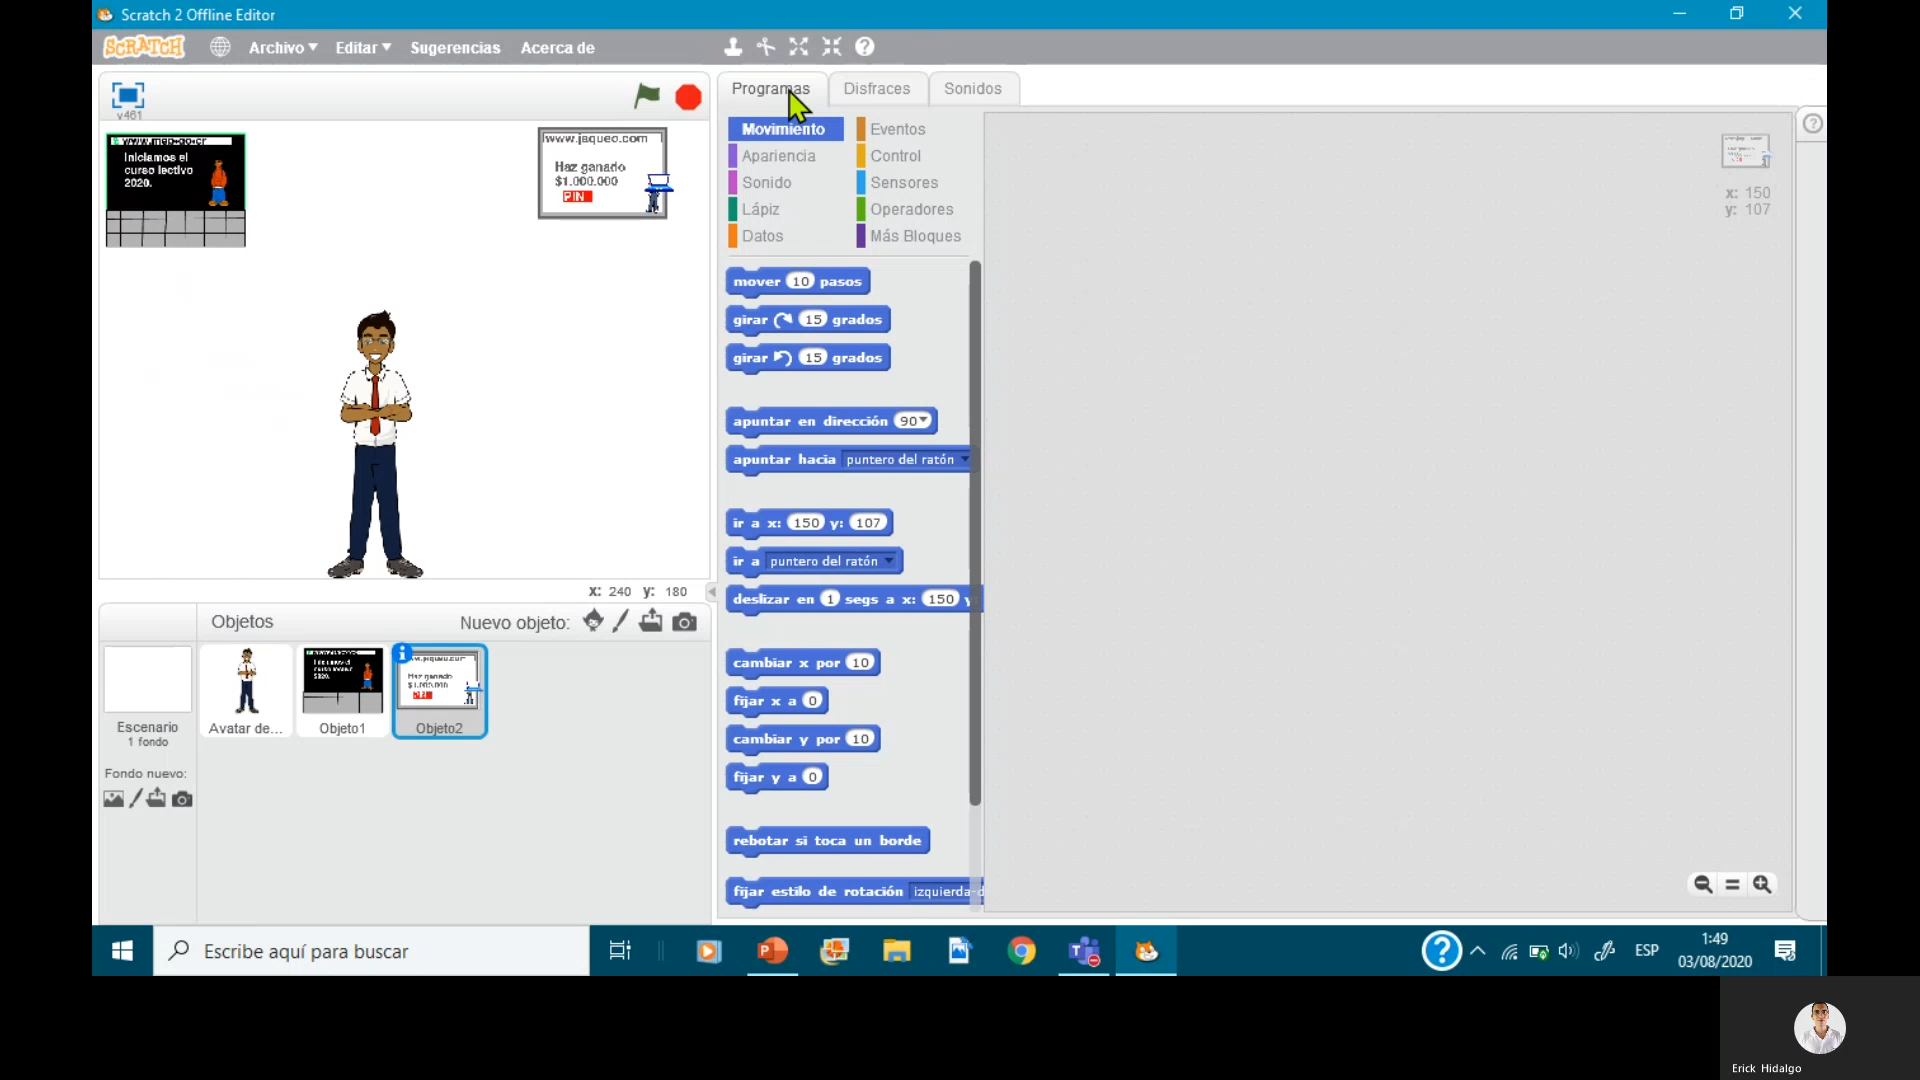 Scratch 2 Offline Editor
SCRATCH
Archivo
Editar
Sugerencias
Acerca de
v461
www.mep-go-cr
Iniciamos el
curso lectivo
2020.
www.jaqueo.com
Haz ganado
$1.000.000
PIN
x: 240 y: 180
Objetos
Nuevo objeto:
Escenario
1 fondo
Fondo nuevo:
Avatar de...
Objeto1
Objeto2
Programas
Disfraces
Sonidos
Movimiento
Eventos
Apariencia
Control
Sonido
Sensores
Lápiz
Operadores
Datos
Más Bloques
mover 10 pasos
girar 15 grados
girar 15 grados
apuntar en dirección 90
apuntar hacia puntero del ratón
ir a x: 150 y: 107
ir a puntero del ratón
deslizar en 1 segs a x: 150 y
cambiar x por 10
fijar x a 0
cambiar y por 10
fijar y a 0
rebotar si toca un borde
fijar estilo de rotación izquierda-d
x: 150
y: 107
Escribe aquí para buscar
ESP
1:49
03/08/2020
Erick Hidalgo